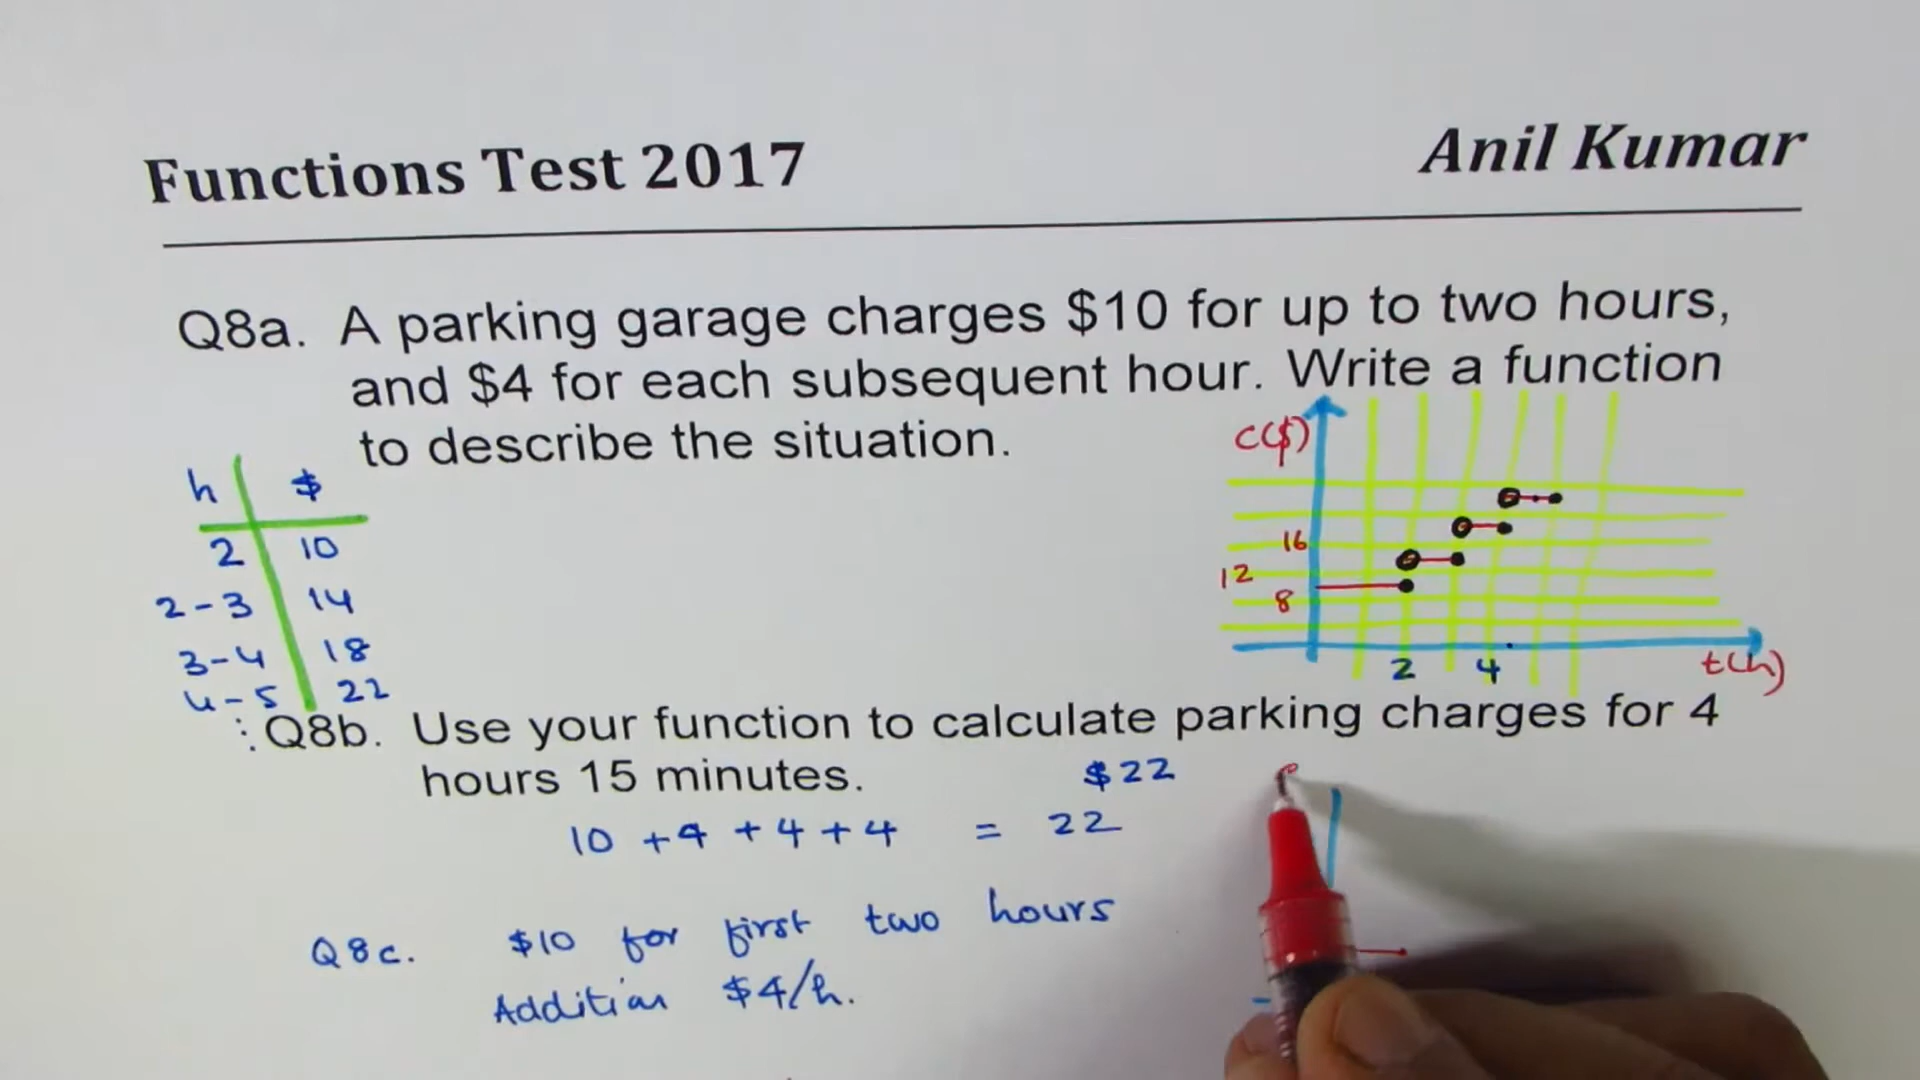 Functions Test 2017
Anil Kumar
Q8a. A parking garage charges $10 for up to two hours,
and $4 for each subsequent hour. Write a function
to describe the situation.
h $
2 10
2-3 14
3-4 18
4-5 22
C($)
16
12
8
2 4
t(h)
Q8b. Use your function to calculate parking charges for 4
hours 15 minutes.
$22
10 + 4 + 4 + 4 = 22
Q8c. $10 for first two hours
Addition $4/h.